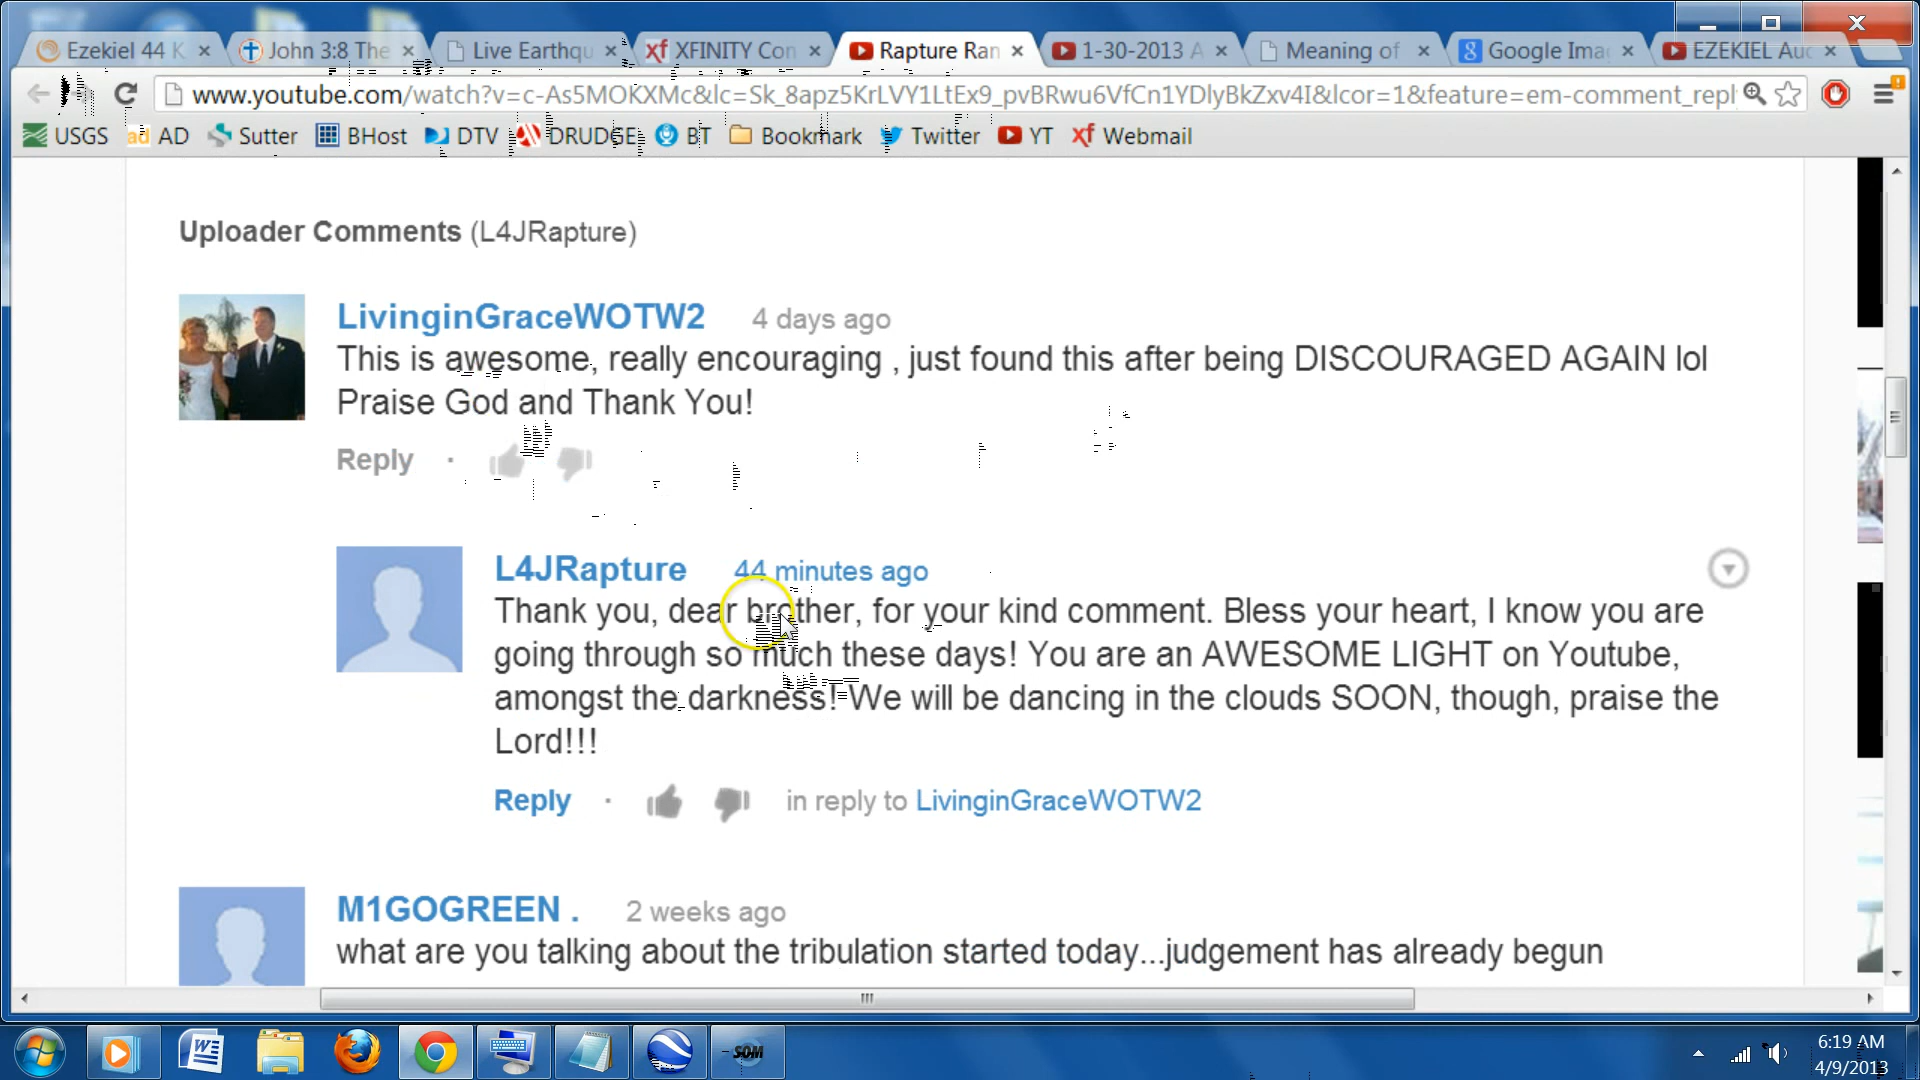 Ezekiel 44 K
John 3:8 The
Live Earthqu
XFINITY Con
Rapture Ran
1-30-2013 A
Meaning of
Google Ima
EZEKIEL Auc
www.youtube.com/watch?v=c-As5MOKXMc&lc=Sk_8apz5KrLVY1LtEx9_pvBRwu6VfCn1YDlyBkZxv4I&lcor=1&feature=em-comment_repl
USGS
ad AD
Sutter
BHost
DTV
DRUDGE
BT
Bookmark
Twitter
YT
xf Webmail
Uploader Comments (L4JRapture)
LivinginGraceWOTW2 4 days ago
This is awesome, really encouraging , just found this after being DISCOURAGED AGAIN lol
Praise God and Thank You!
Reply ·
L4JRapture 44 minutes ago
Thank you, dear brother, for your kind comment. Bless your heart, I know you are
going through so much these days! You are an AWESOME LIGHT on Youtube,
amongst the darkness! We will be dancing in the clouds SOON, though, praise the
Lord!!!
Reply · in reply to LivinginGraceWOTW2
M1GOGREEN . 2 weeks ago
what are you talking about the tribulation started today...judgement has already begun
SOM
6:19 AM
4/9/2013